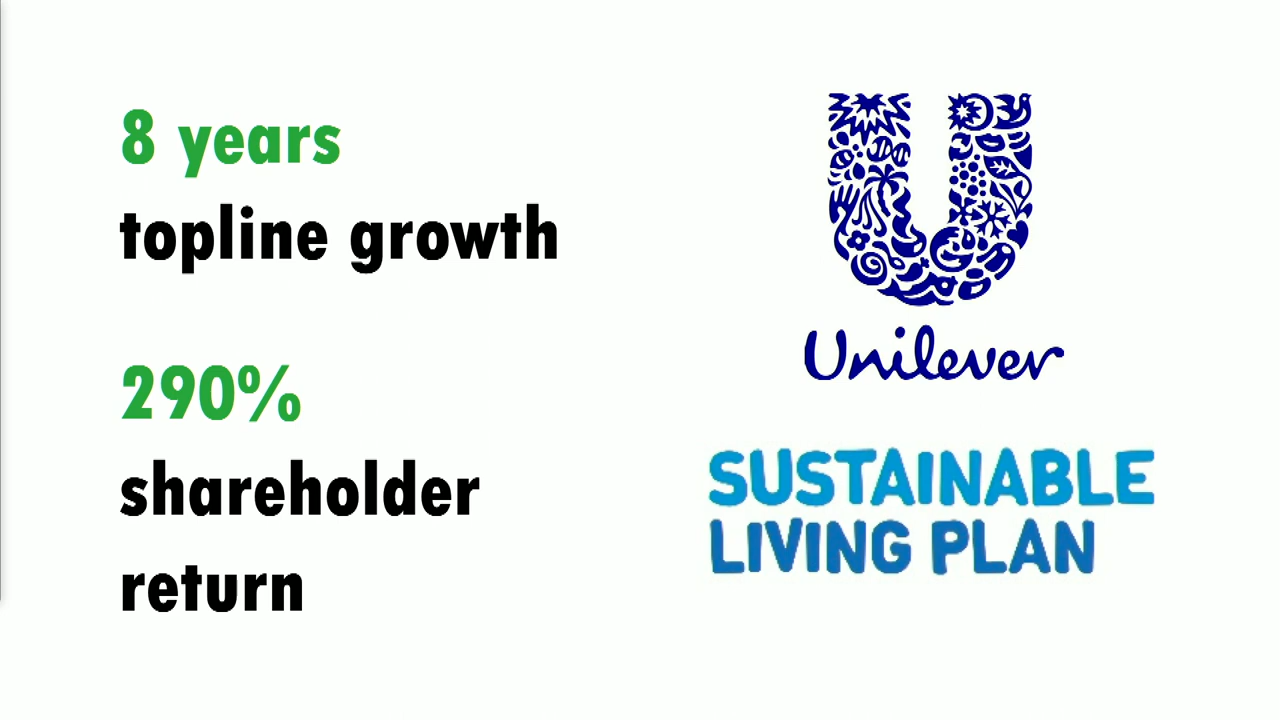 8 years
topline growth
290%
shareholder
return
Unilever
SUSTAINABLE
LIVING PLAN